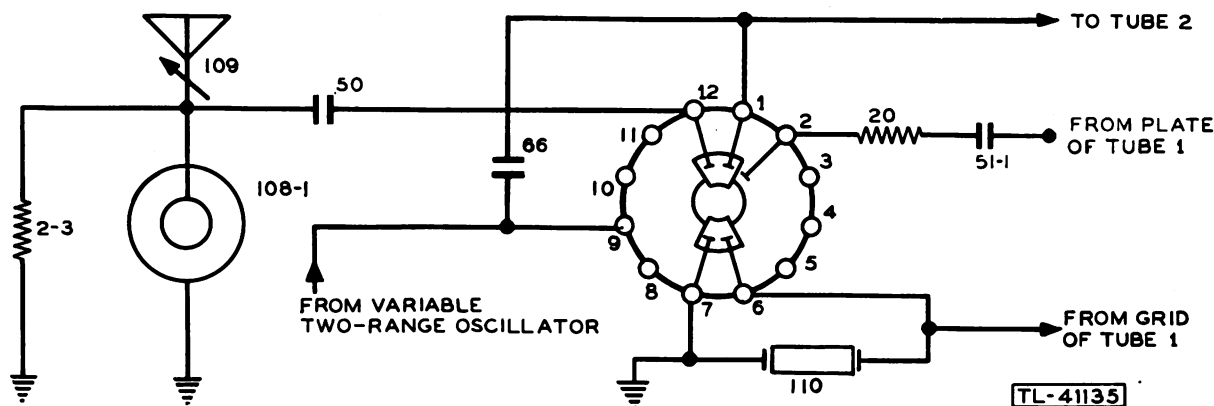 TO TUBE 2
109
50
12
1
2
20
FROM PLATE
OF TUBE 1
51-1
11
3
66
10
108-1
4
2-3
9
5
8
7
6
FROM VARIABLE
TWO-RANGE OSCILLATOR
FROM GRID
OF TUBE 1
110
TL-41135